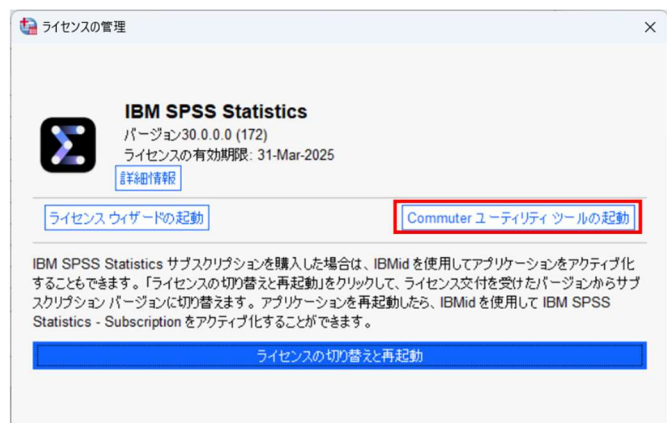 ライセンスの管理
IBM SPSS Statistics
バージョン30.0.0.0 (172)
ライセンスの有効期限: 31-Mar-2025
詳細情報
ライセンス ウィザードの起動
Commuter ユーティリティ ツールの起動
IBM SPSS Statistics サブスクリプションを購入した場合は、IBMid を使用してアプリケーションをアクティブ化
することもできます。「ライセンスの切り替えと再起動」をクリックして、ライセンス交付を受けたバージョンからサブ
スクリプション バージョンに切り替えます。アプリケーションを再起動したら、IBMid を使用して IBM SPSS
Statistics - Subscription をアクティブ化することができます。
ライセンスの切り替えと再起動